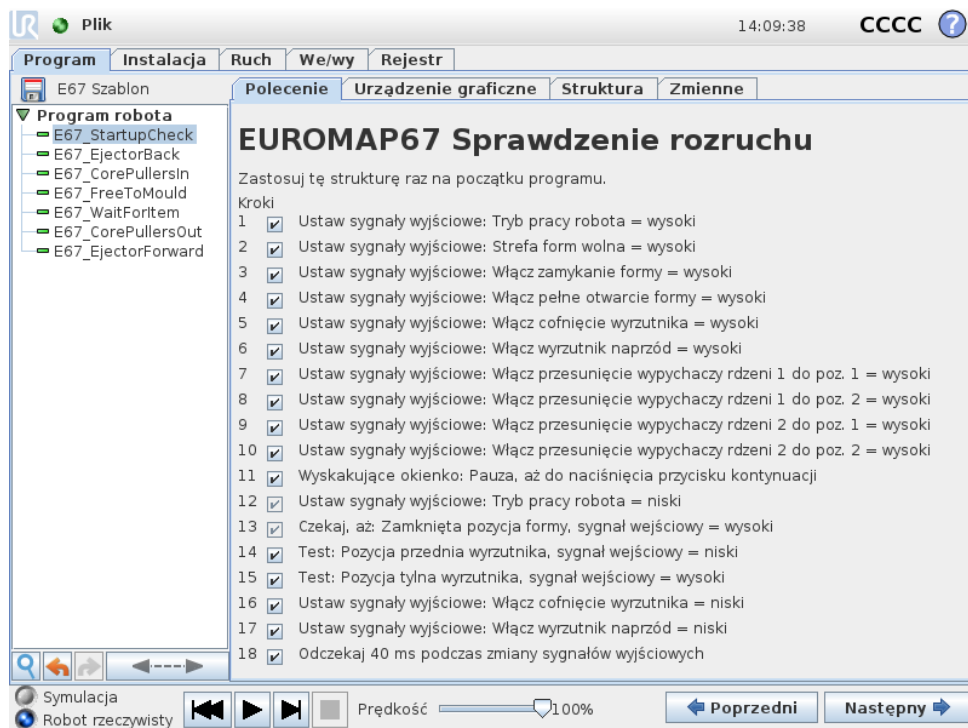 UR Plik 14:09:38 CCCC ?
Program Instalacja Ruch We/wy Rejestr
E67 Szablon
Polecenie Urządzenie graficzne Struktura Zmienne
Program robota
E67_StartupCheck
E67_EjectorBack
E67_CorePullersIn
E67_FreeToMould
E67_WaitForItem
E67_CorePullersOut
E67_EjectorForward
EUROMAP67 Sprawdzenie rozruchu
Zastosuj tę strukturę raz na początku programu.
Kroki
1 Ustaw sygnały wyjściowe: Tryb pracy robota = wysoki
2 Ustaw sygnały wyjściowe: Strefa form wolna = wysoki
3 Ustaw sygnały wyjściowe: Włącz zamykanie formy = wysoki
4 Ustaw sygnały wyjściowe: Włącz pełne otwarcie formy = wysoki
5 Ustaw sygnały wyjściowe: Włącz cofnięcie wyrzutnika = wysoki
6 Ustaw sygnały wyjściowe: Włącz wyrzutnik naprzód = wysoki
7 Ustaw sygnały wyjściowe: Włącz przesunięcie wypychaczy rdzeni 1 do poz. 1 = wysoki
8 Ustaw sygnały wyjściowe: Włącz przesunięcie wypychaczy rdzeni 1 do poz. 2 = wysoki
9 Ustaw sygnały wyjściowe: Włącz przesunięcie wypychaczy rdzeni 2 do poz. 1 = wysoki
10 Ustaw sygnały wyjściowe: Włącz przesunięcie wypychaczy rdzeni 2 do poz. 2 = wysoki
11 Wyskakujące okienko: Pauza, aż do naciśnięcia przycisku kontynuacji
12 Ustaw sygnały wyjściowe: Tryb pracy robota = niski
13 Czekaj, aż: Zamknięta pozycja formy, sygnał wejściowy = wysoki
14 Test: Pozycja przednia wyrzutnika, sygnał wejściowy = niski
15 Test: Pozycja tylna wyrzutnika, sygnał wejściowy = wysoki
16 Ustaw sygnały wyjściowe: Włącz cofnięcie wyrzutnika = niski
17 Ustaw sygnały wyjściowe: Włącz wyrzutnik naprzód = niski
18 Odczekaj 40 ms podczas zmiany sygnałów wyjściowych
Symulacja
Robot rzeczywisty
Prędkość 100%
Poprzedni Następny